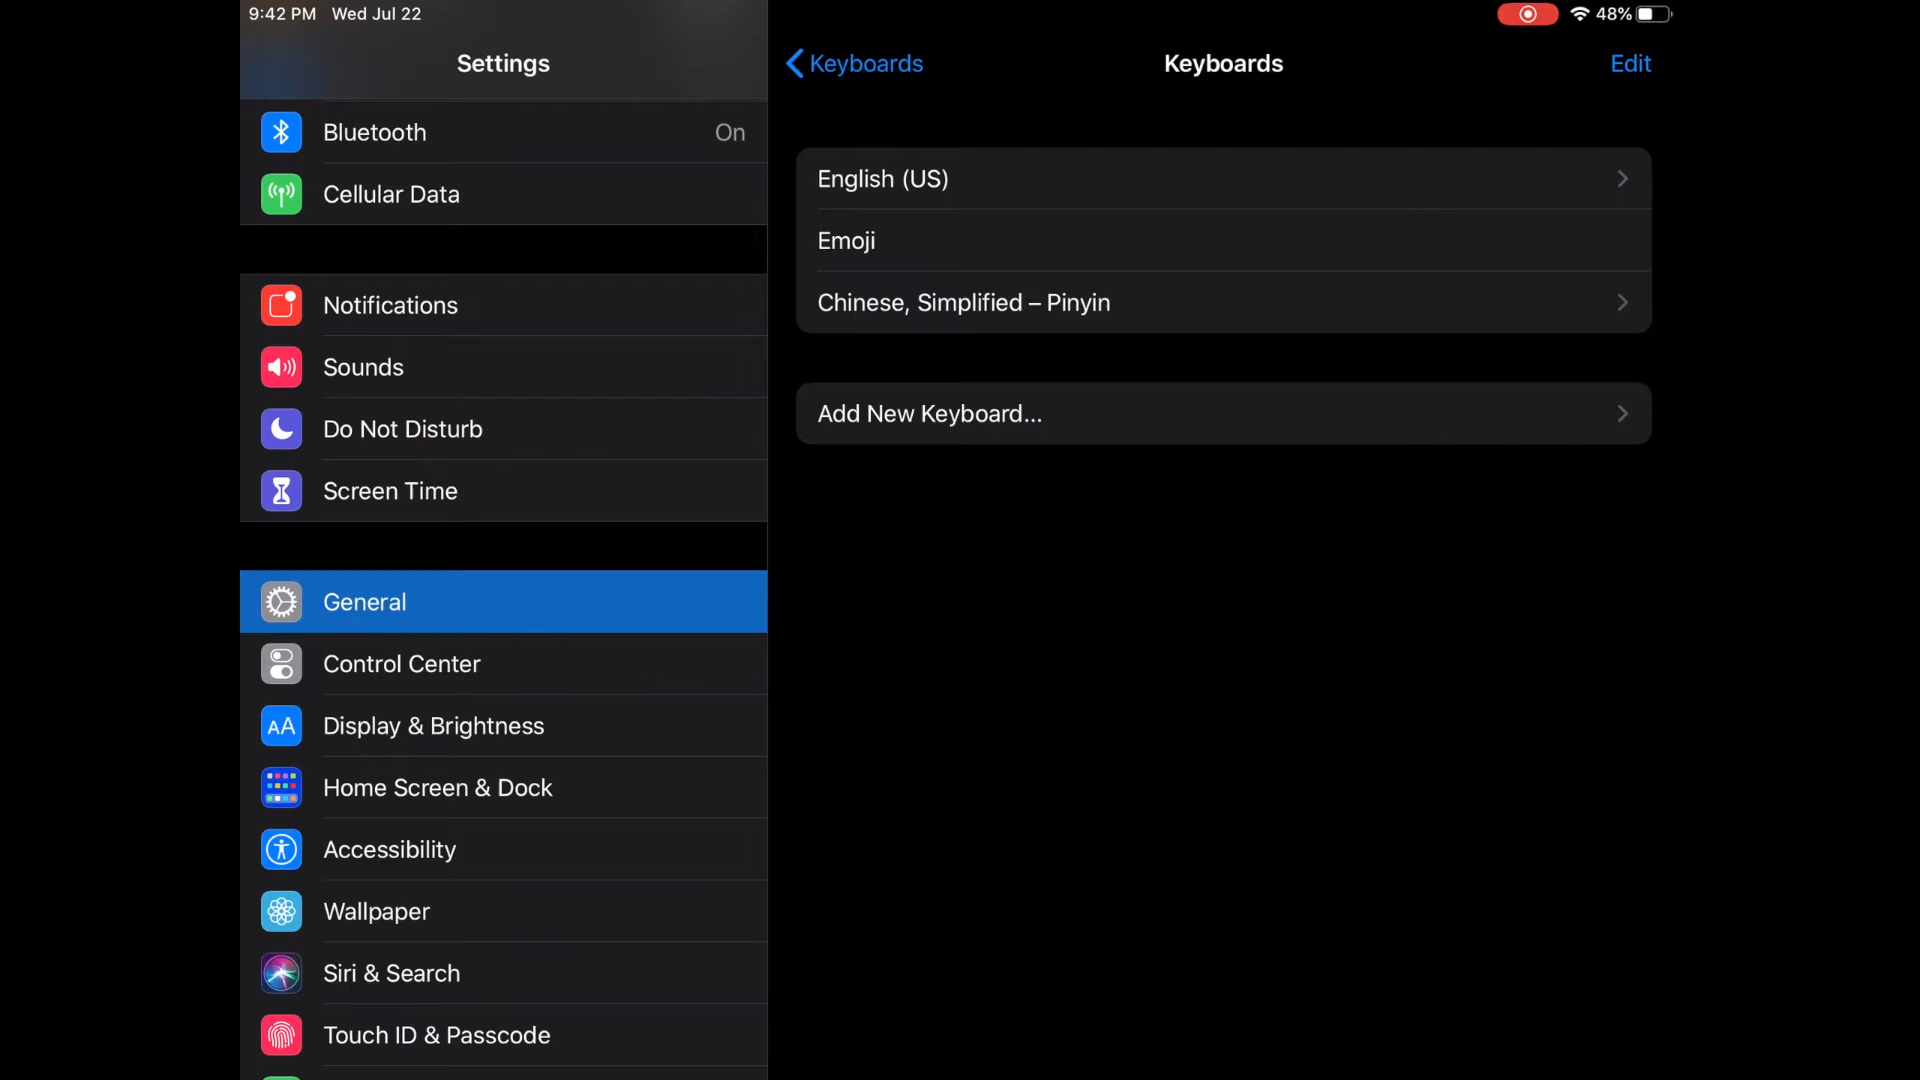 9:42 PM Wed Jul 22
48%
Settings
Bluetooth On
Cellular Data
Notifications
Sounds
Do Not Disturb
Screen Time
General
Control Center
AA Display & Brightness
Home Screen & Dock
Accessibility
Wallpaper
Siri & Search
Touch ID & Passcode
Keyboards Keyboards Edit
English (US)
Emoji
Chinese, Simplified – Pinyin
Add New Keyboard...